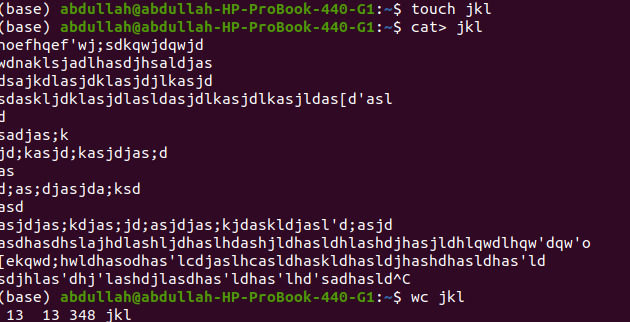 (base) abdullah@abdullah-HP-ProBook-440-G1:~$ touch jkl
(base) abdullah@abdullah-HP-ProBook-440-G1:~$ cat> jkl
hoefhqef'wj;sdkqwjdqwjd
wdnaklsjadlhasdjhsaldjas
dsajkdlasjdklasjdjlkasjd
sdaskljdklasjdlasldasjdlkasjdlkasjldas[d'asl
d
sadjas;k
jd;kasjd;kasjdjas;d
as
d;as;djasjda;ksd
asd
asjdjas;kdjas;jd;asjdjas;kjdaskldjasl'd;asjd
asdhasdhslajhdlashljdhaslhdashjldhasldhlashdjhasjldhlqwdlhqw'dqw'o
[ekqwd;hwldhasodhas'lcdjaslhcasldhaskldhasldjhashdhasldhas'ld
sdjhlas'dhj'lashdjlasdhas'ldhas'lhd'sadhasld^C
(base) abdullah@abdullah-HP-ProBook-440-G1:~$ wc jkl
13 13 348 jkl